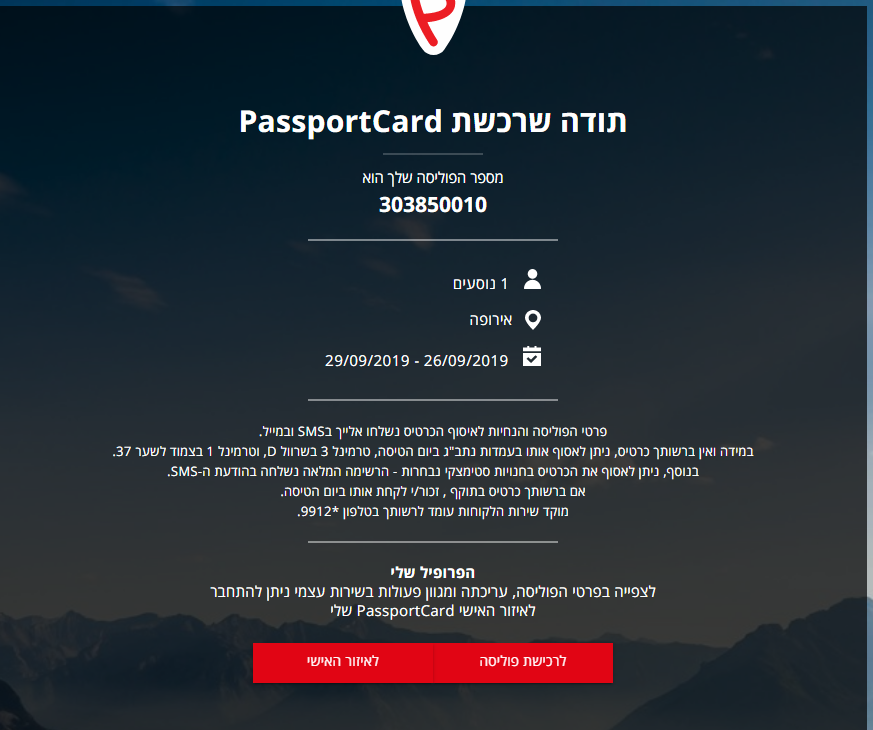 תודה שרכשת PassportCard
מספר הפוליסה שלך הוא
303850010
1 נוסעים
אירופה
26/09/2019 - 29/09/2019
פרטי הפוליסה והנחיות לאיסוף הכרטיס נשלחו אלייך בSMS ובמייל.
במידה ואין ברשותך כרטיס, ניתן לאסוף אותו בעמדות נתב"ג ביום הטיסה, טרמינל 3 בשרוול D, וטרמינל 1 בצמוד לשער 37.
בנוסף, ניתן לאסוף את הכרטיס בחנויות סטימצקי נבחרות - הרשימה המלאה נשלחה בהודעת ה-SMS.
אם ברשותך כרטיס בתוקף , זכור/י לקחת אותו ביום הטיסה.
מוקד שירות הלקוחות עומד לרשותך בטלפון *9912.
הפרופיל שלי
לצפייה בפרטי הפוליסה, עריכתה ומגוון פעולות בשירות עצמי ניתן להתחבר
לאיזור האישי PassportCard שלי
לרכישת פוליסה
לאיזור האישי